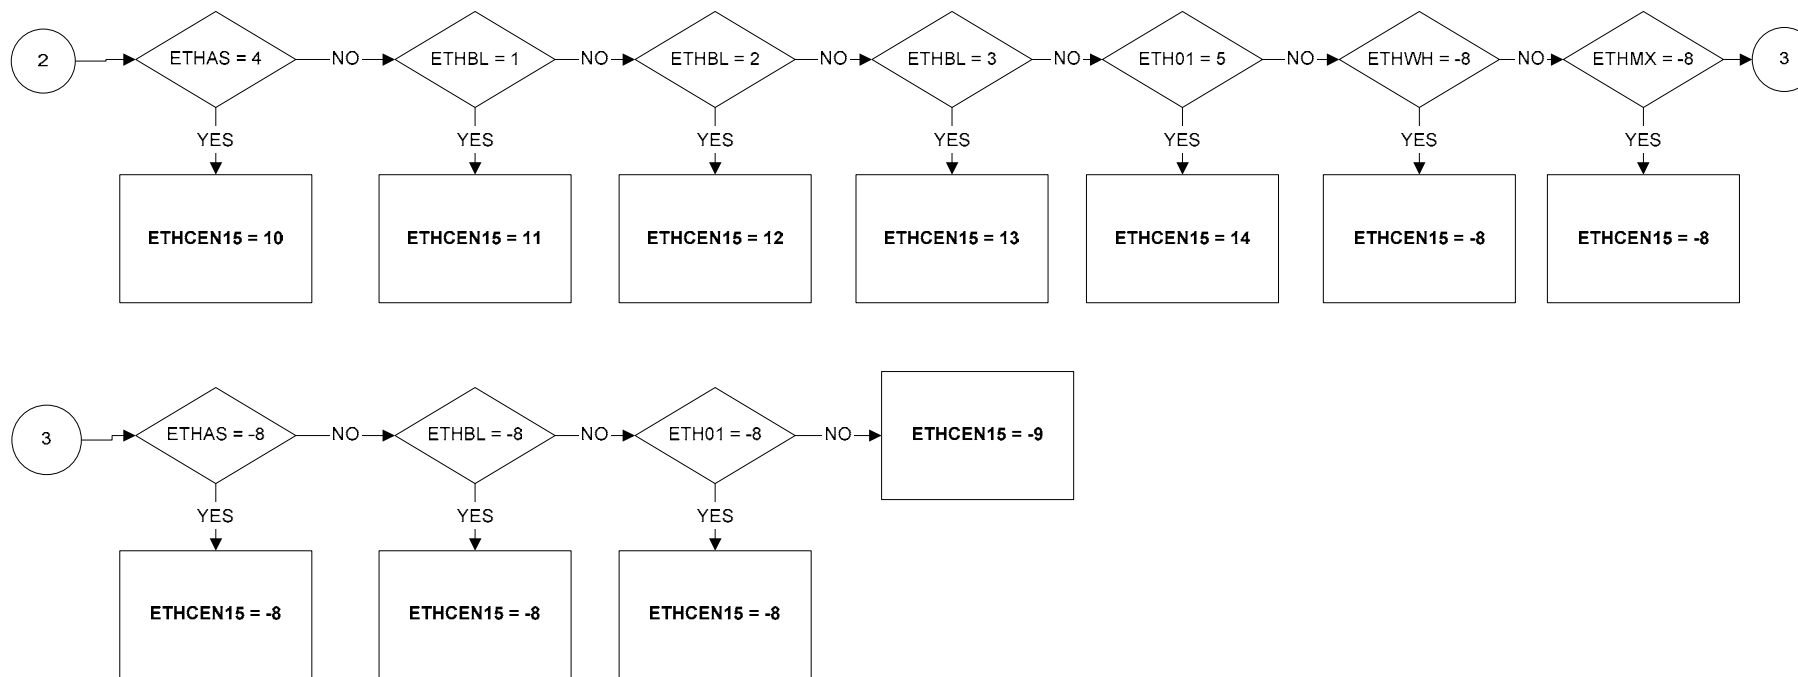 2 ETHAS = 4 NO ETHBL = 1 NO ETHBL = 2 NO ETHBL = 3 NO ETH01 = 5 NO ETHWH = -8 NO ETHMX = -8 3
YES YES YES YES YES YES YES
ETHCEN15 = 10 ETHCEN15 = 11 ETHCEN15 = 12 ETHCEN15 = 13 ETHCEN15 = 14 ETHCEN15 = -8 ETHCEN15 = -8
3 ETHAS = -8 NO ETHBL = -8 NO ETH01 = -8 NO ETHCEN15 = -9
YES YES YES
ETHCEN15 = -8 ETHCEN15 = -8 ETHCEN15 = -8